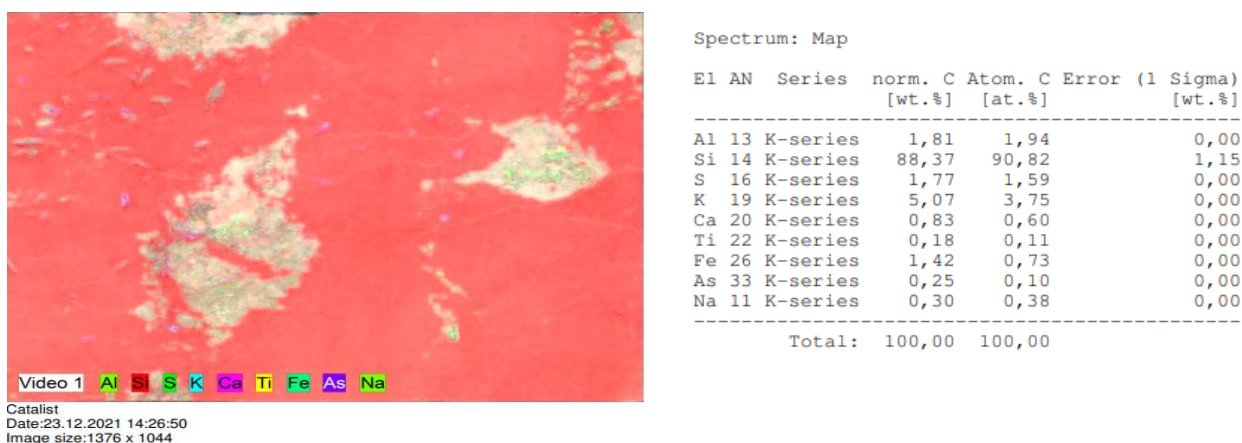 Video 1 Al Si S K Ca Ti Fe As Na
Catalist
Date:23.12.2021 14:26:50
Image size:1376 x 1044
Spectrum: Map
El AN Series norm. C Atom. C Error (1 Sigma)
[wt.%] [at.%] [wt.%]
Al 13 K-series 1,81 1,94 0,00
Si 14 K-series 88,37 90,82 1,15
S 16 K-series 1,77 1,59 0,00
K 19 K-series 5,07 3,75 0,00
Ca 20 K-series 0,83 0,60 0,00
Ti 22 K-series 0,18 0,11 0,00
Fe 26 K-series 1,42 0,73 0,00
As 33 K-series 0,25 0,10 0,00
Na 11 K-series 0,30 0,38 0,00
Total: 100,00 100,00